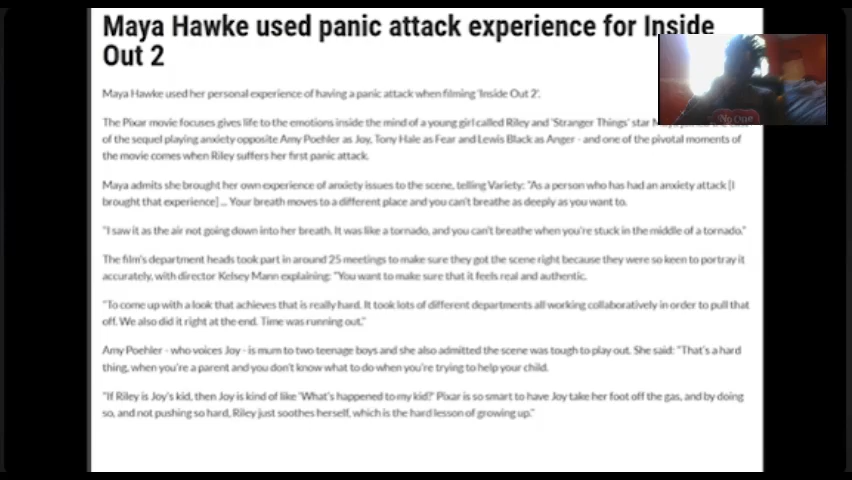 Maya Hawke used panic attack experience for Inside
Out 2
Maya Hawke used her personal experience of having a panic attack when filming 'Inside Out 2'.
The Pixar movie focuses gives life to the emotions inside the mind of a young girl called Riley and 'Stranger Things' star
of the sequel playing anxiety opposite Amy Poehler as Joy, Tony Hale as Fear and Lewis Black as Anger - and one of the pivotal moments of
the movie comes when Riley suffers her first panic attack.
Maya admits she brought her own experience of anxiety issues to the scene, telling Variety: "As a person who has had an anxiety attack [I
brought that experience] ... Your breath moves to a different place and you can't breathe as deeply as you want to.
"I saw it as the air not going down into her breath. It was like a tornado, and you can't breathe when you're stuck in the middle of a tornado."
The film's department heads took part in around 25 meetings to make sure they got the scene right because they were so keen to portray it
accurately, with director Kelsey Mann explaining: "You want to make sure that it feels real and authentic.
"To come up with a look that achieves that is really hard. It took lots of different departments all working collaboratively in order to pull that
off. We also did it right at the end. Time was running out."
Amy Poehler - who voices Joy - is mum to two teenage boys and she also admitted the scene was tough to play out. She said: "That's a hard
thing, when you're a parent and you don't know what to do when you're trying to help your child.
"If Riley is Joy's kid, then Joy is kind of like 'What's happened to my kid?' Pixar is so smart to have Joy take her foot off the gas, and by doing
so, and not pushing so hard, Riley just soothes herself, which is the hard lesson of growing up."
No One